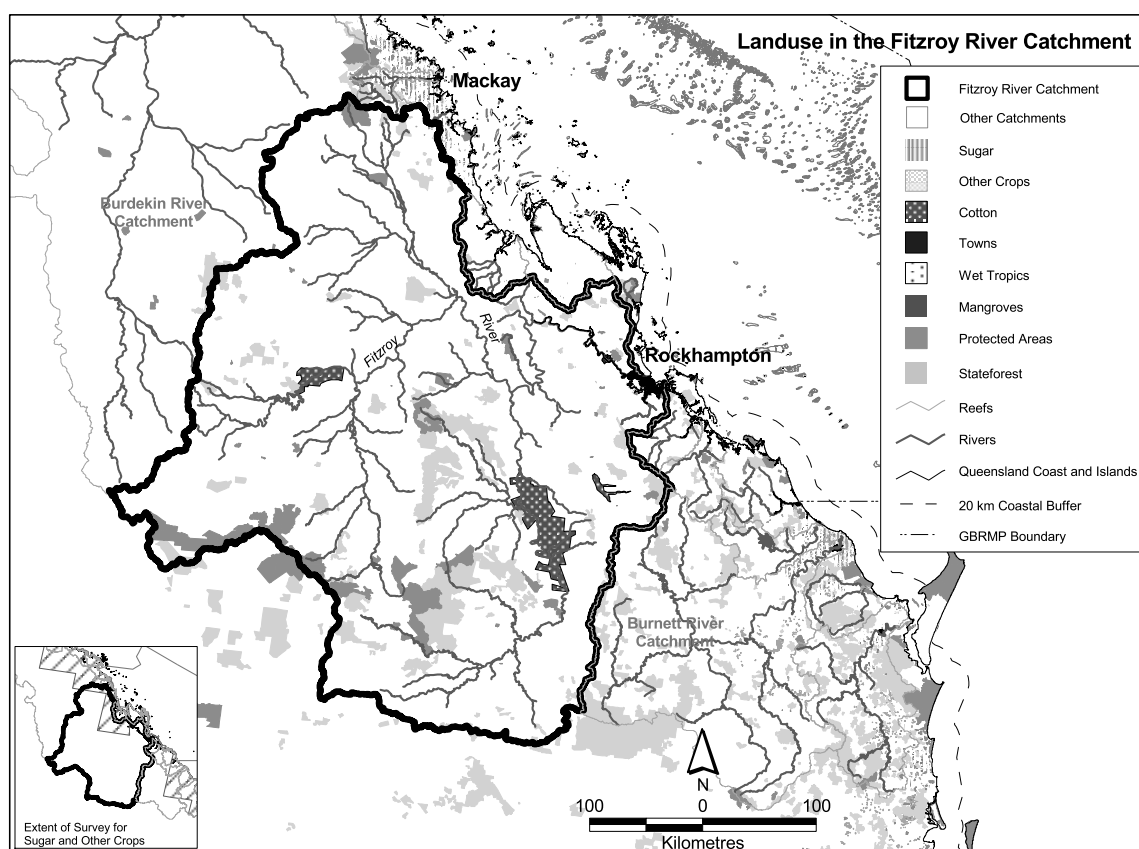 Landuse in the Fitzroy River Catchment
Fitzroy River Catchment
Other Catchments
Sugar
Other Crops
Cotton
Towns
Wet Tropics
Mangroves
Protected Areas
Stateforest
Reefs
Rivers
Queensland Coast and Islands
20 km Coastal Buffer
GBRMP Boundary
Mackay
Burdekin River
Catchment
Fitzroy
River
Rockhampton
Burnett River
Catchment
N
100 0 100
Kilometres
Extent of Survey for
Sugar and Other Crops